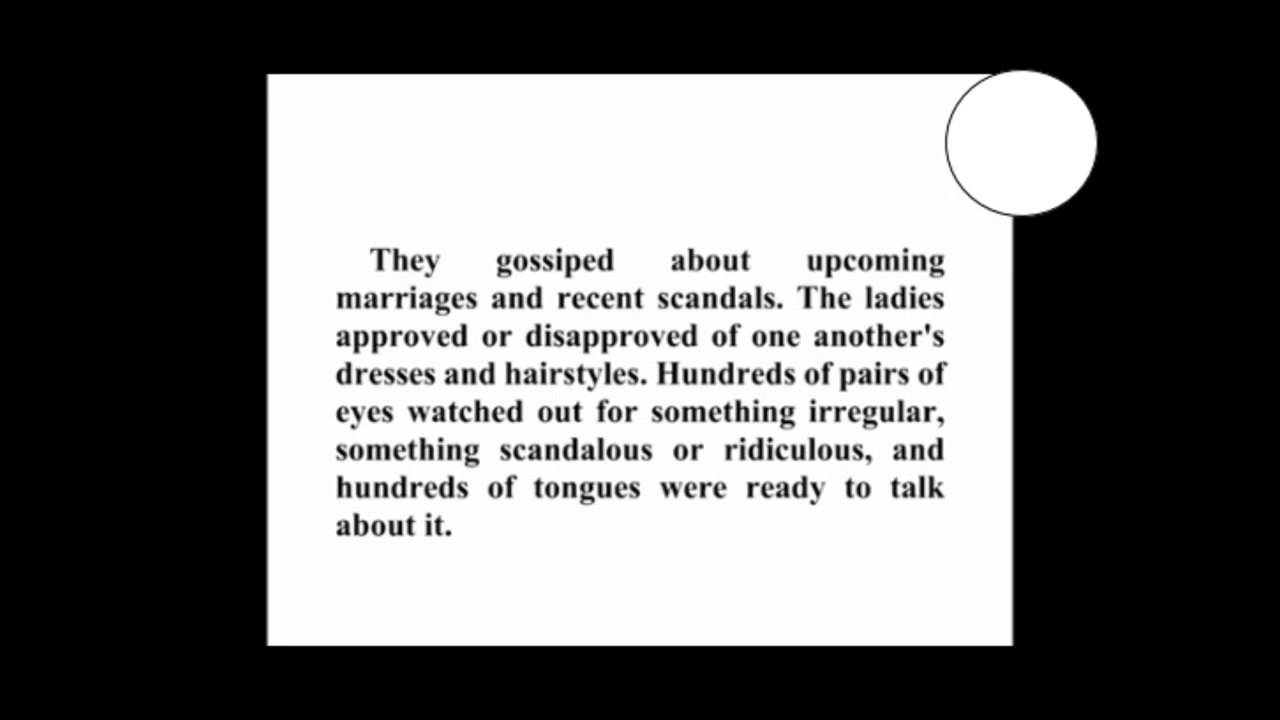 They gossiped about upcoming
marriages and recent scandals. The ladies
approved or disapproved of one another's
dresses and hairstyles. Hundreds of pairs of
eyes watched out for something irregular,
something scandalous or ridiculous, and
hundreds of tongues were ready to talk
about it.